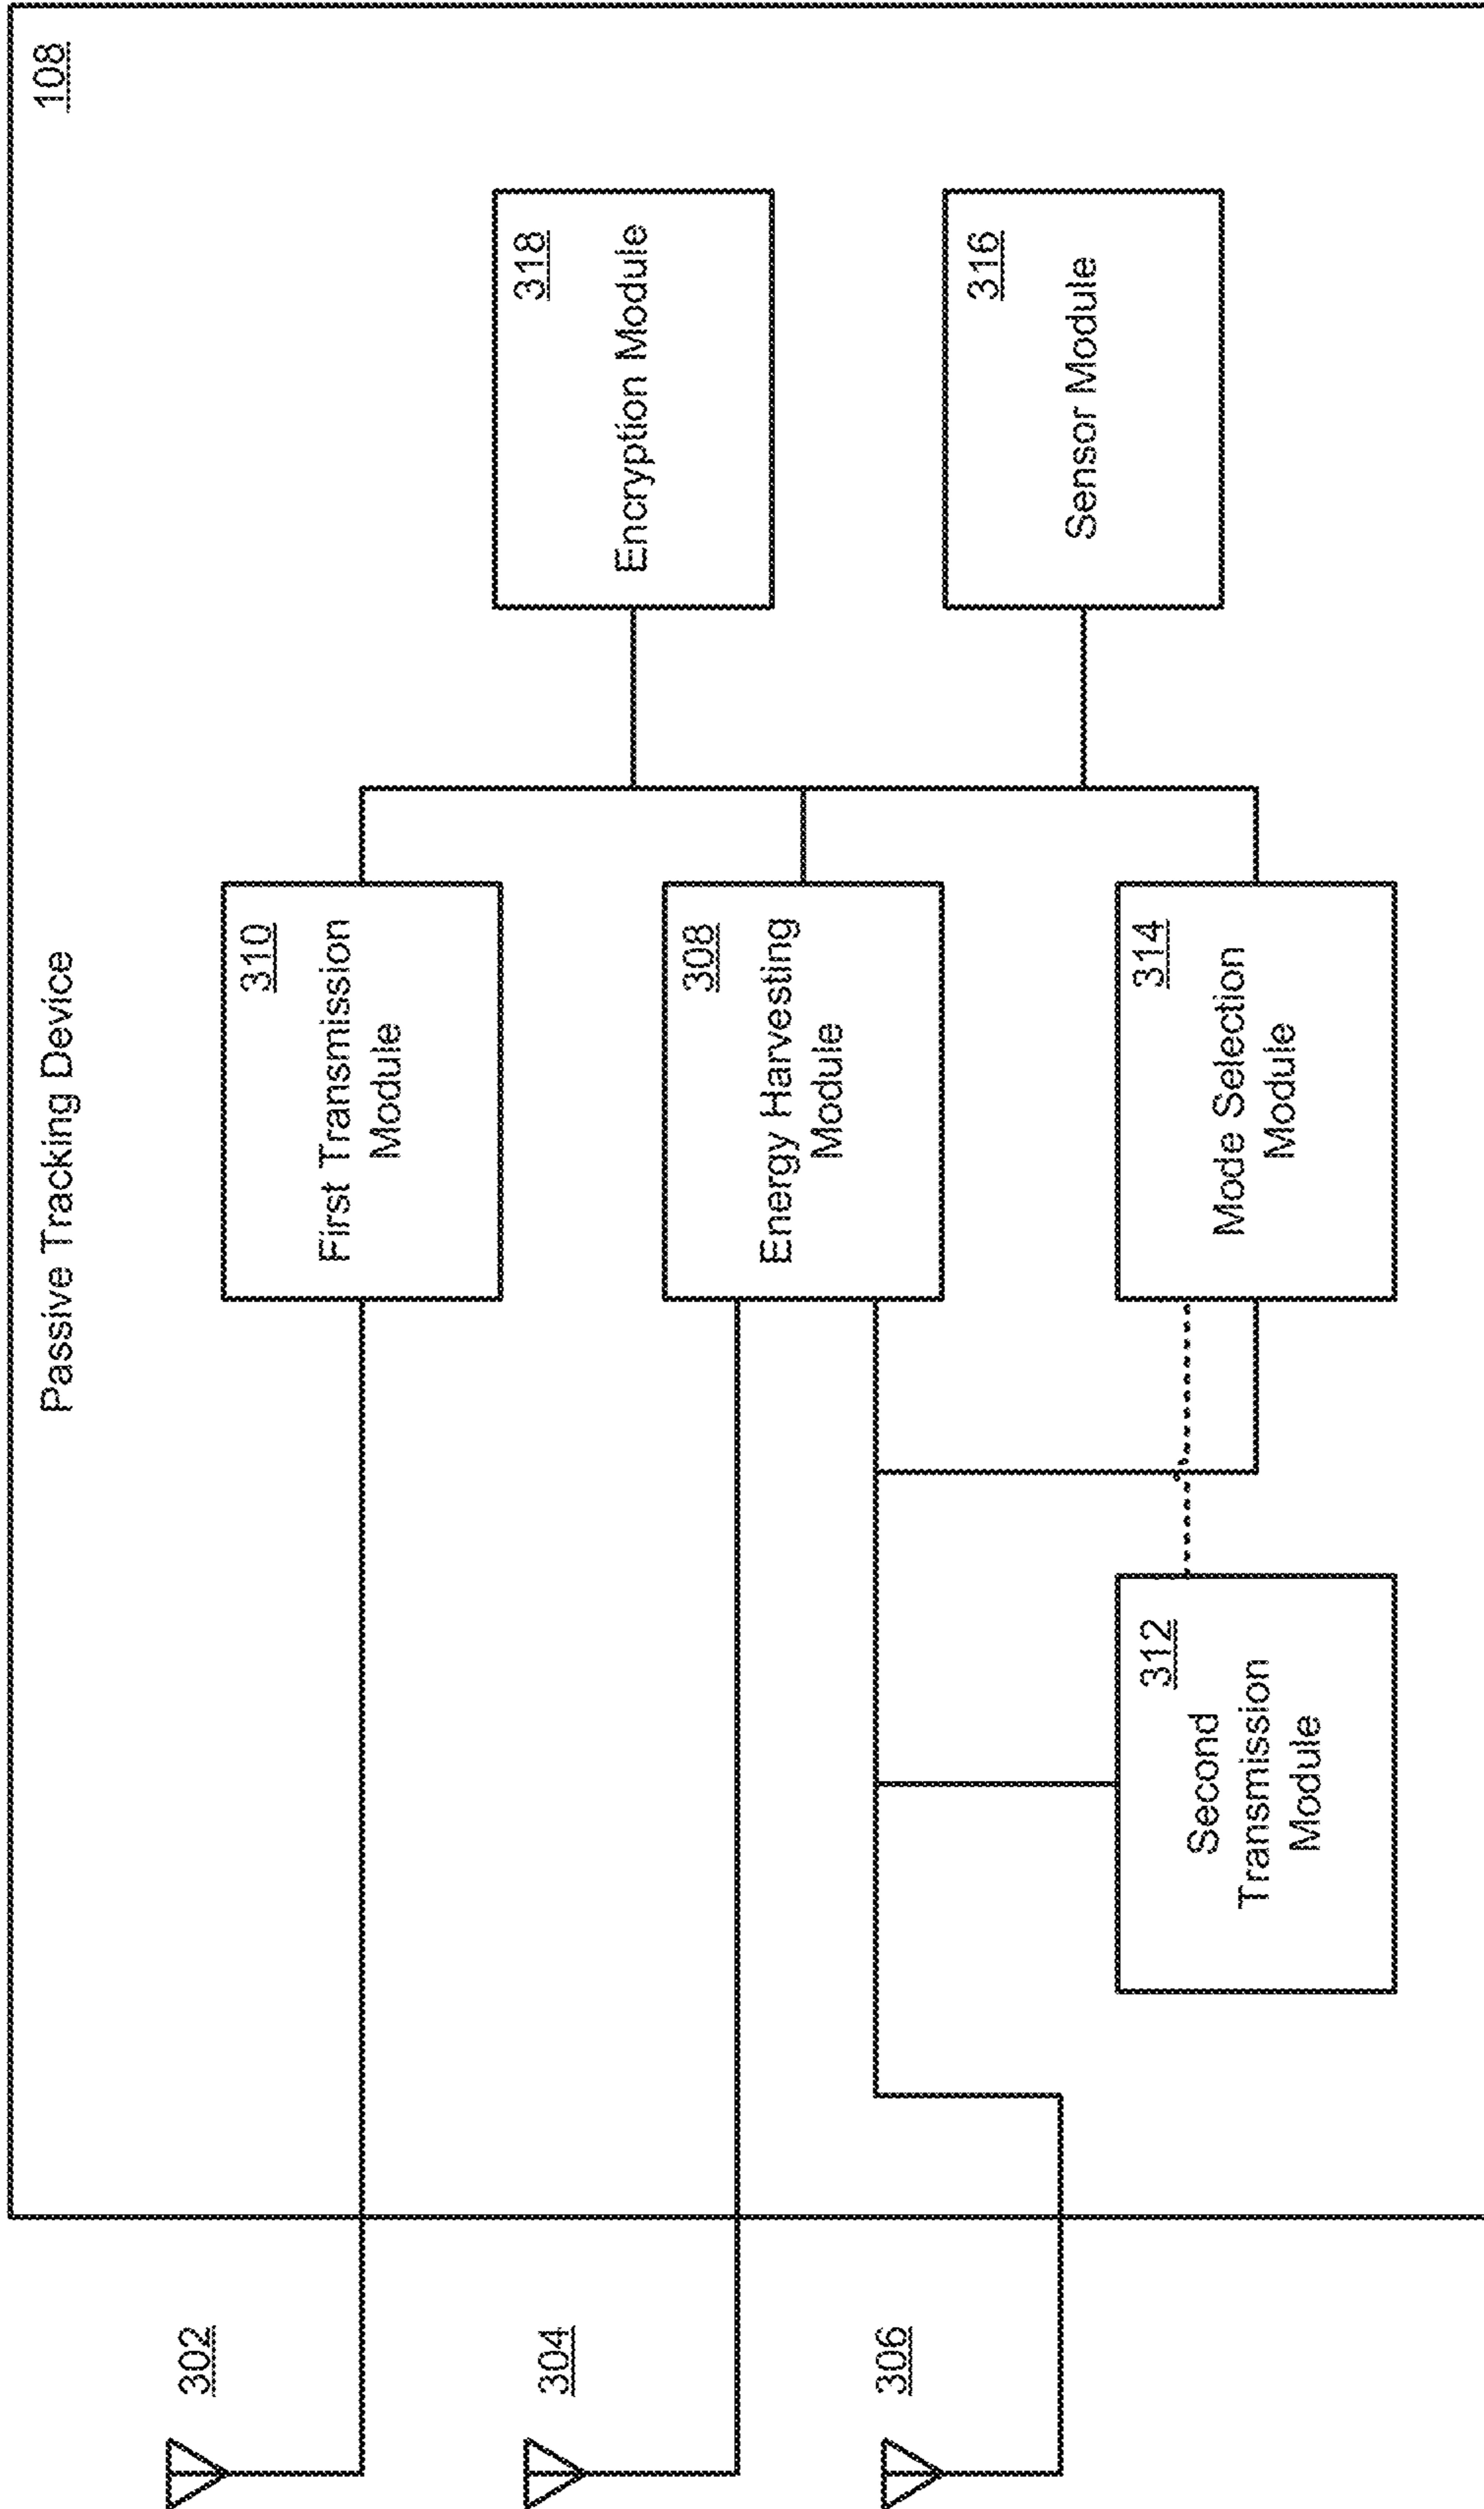 Passive Tracking Device
108
302
304
306
310
First Transmission
Module
308
Energy Harvesting
Module
312
Second
Transmission
Module
314
Mode Selection
Module
318
Encryption Module
316
Sensor Module